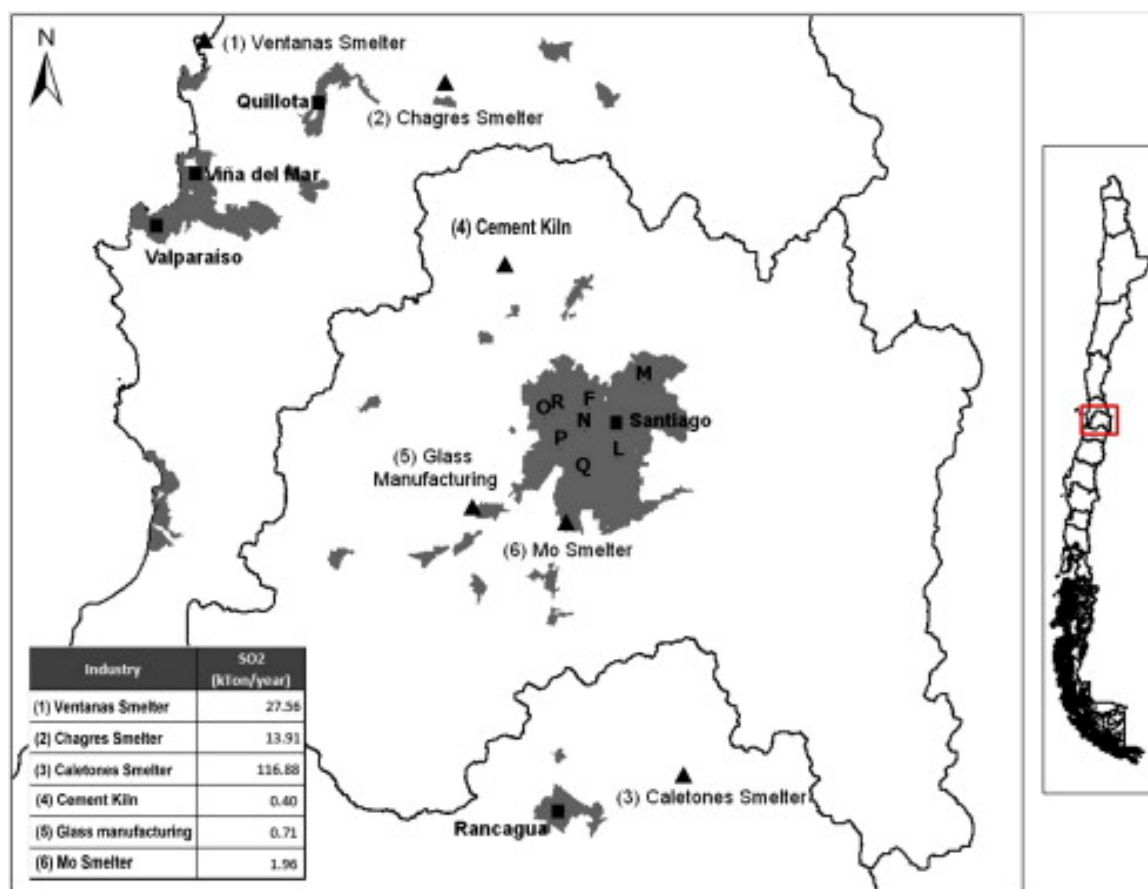 N
(1) Ventanas Smelter
Quillota
(2) Chagres Smelter
Viña del Mar
(4) Cement Kiln
Valparaíso
M
O R F
N Santiago
P L
(5) Glass
Manufacturing
Q
(6) Mo Smelter
Industry SO2 (kTon/year)
(1) Ventanas Smelter 27.56
(2) Chagres Smelter 13.91
(3) Caletones Smelter 116.88
(4) Cement Kiln 0.40
(5) Glass manufacturing 0.71
(6) Mo Smelter 1.96
(3) Caletones Smelter
Rancagua